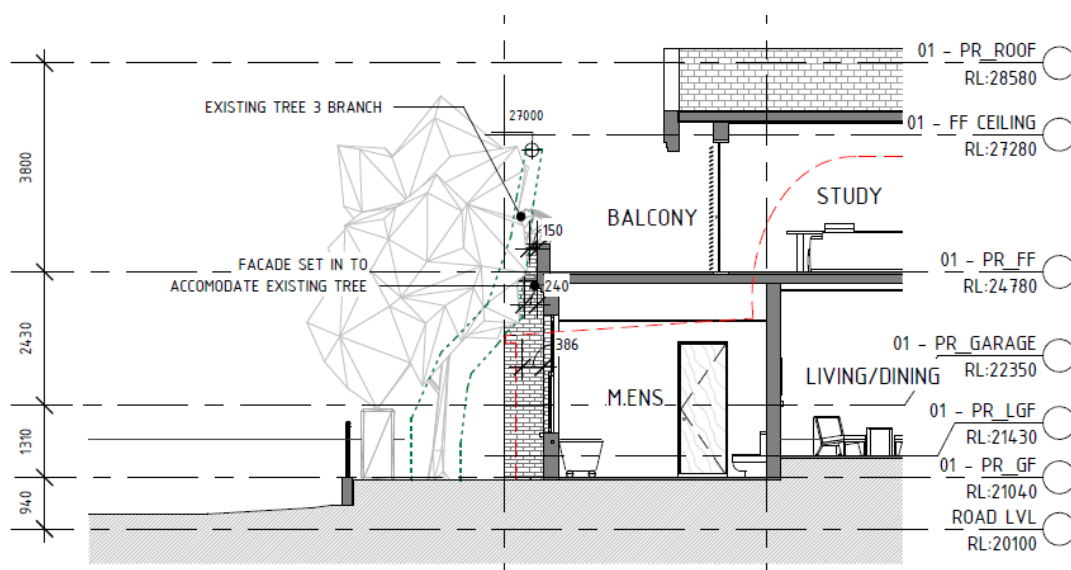 01 - PR_ROOF
RL:28580
EXISTING TREE 3 BRANCH
27000
01 - FF CEILING
RL:27280
3800
STUDY
BALCONY
150
FACADE SET IN TO
ACCOMODATE EXISTING TREE
240
01 - PR_FF
RL:24780
2430
386
01 - PR_GARAGE
RL:22350
LIVING/DINING
M.ENS
01 - PR_LGF
RL:21430
1310
01 - PR_GF
RL:21040
940
ROAD LVL
RL:20100